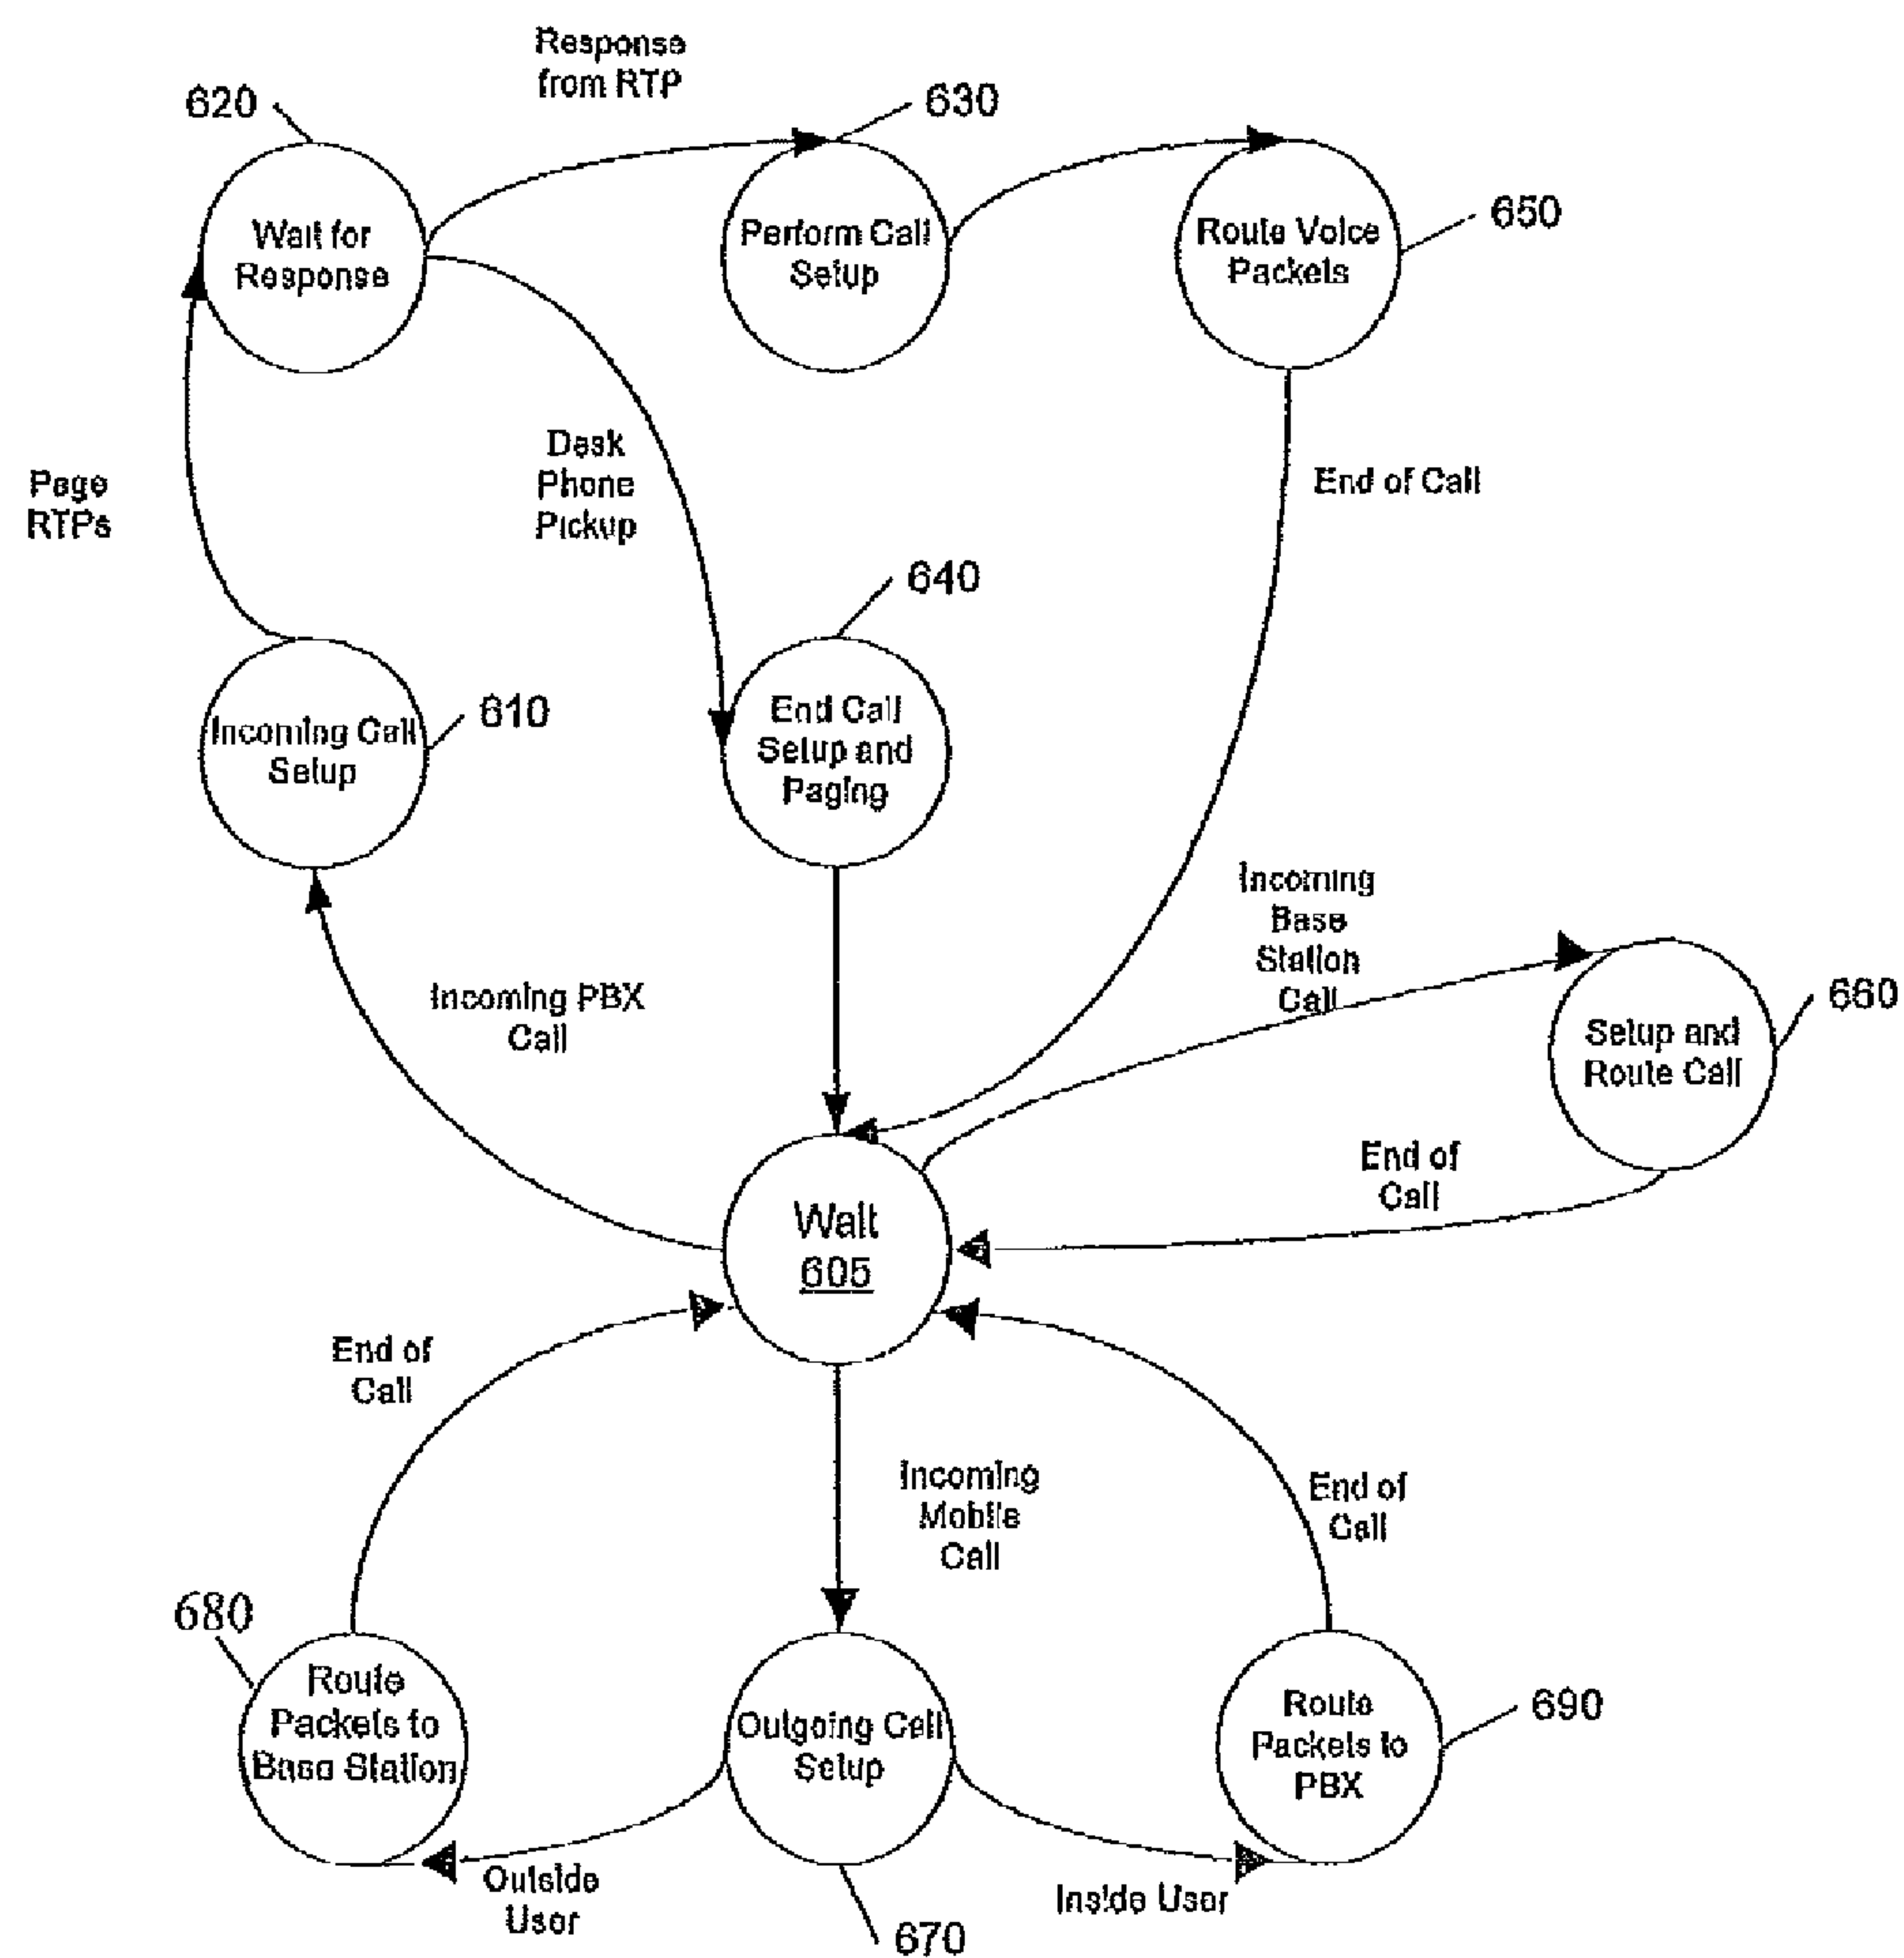 Response
from RTP
620
630
650
Wait for
Response
Perform Call
Setup
Route Voice
Packets
Page
RTPs
Desk
Phone
Pickup
End of Call
640
610
Incoming Call
Setup
End Call
Setup and
Paging
Incoming
Base
Station
Call
Incoming PBX
Call
660
Setup and
Route Call
End of
Call
Wait
605
End of
Call
Incoming
Mobile
Call
End of
Call
680
Route
Packets to
Base Station
Outgoing Call
Setup
Route
Packets to
PBX
690
Outside
User
Inside User
670